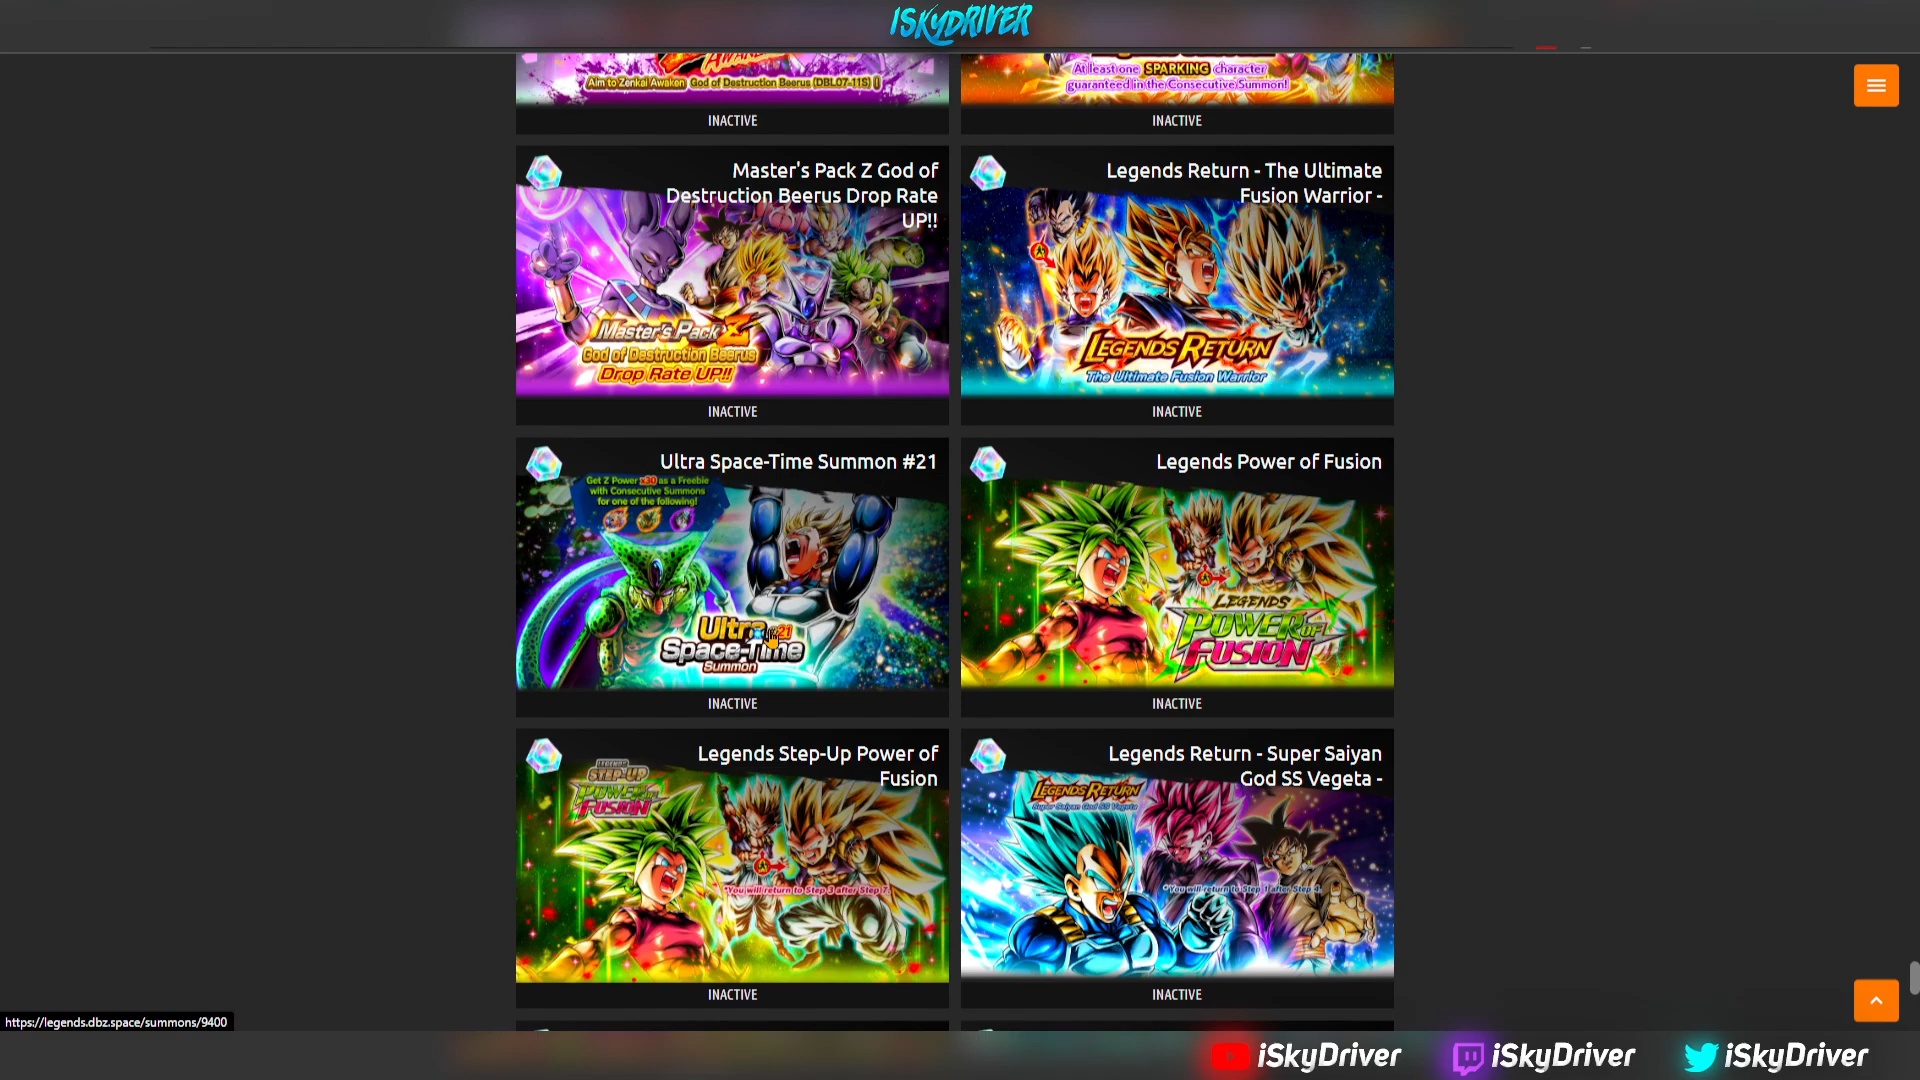 iSkyDriver
Awakening
Aim to Zenkai Awaken God of Destruction Beerus (DBL07-11S) !
At least one SPARKING character
guaranteed in the Consecutive Summon!
INACTIVE
INACTIVE
Master's Pack Z God of
Destruction Beerus Drop Rate
UP!!
Master's Pack Z
God of Destruction Beerus
Drop Rate UP!!
INACTIVE
Legends Return - The Ultimate
Fusion Warrior -
LEGENDS RETURN
The Ultimate Fusion Warrior
INACTIVE
Ultra Space-Time Summon #21
Get Z Power x30 as a Freebie
with Consecutive Summons
for one of the following!
Ultra #21
Space-Time
Summon
INACTIVE
Legends Power of Fusion
LEGENDS
POWER OF
FUSION
INACTIVE
Legends Step-Up Power of
Fusion
LEGENDS
STEP-UP
POWER OF
FUSION
*You will return to Step 3 after Step 7.
INACTIVE
Legends Return - Super Saiyan
God SS Vegeta -
LEGENDS RETURN
Super Saiyan God SS Vegeta
*You will return to Step 1 after Step 4.
INACTIVE
https://legends.dbz.space/summons/9400
iSkyDriver
iSkyDriver
iSkyDriver